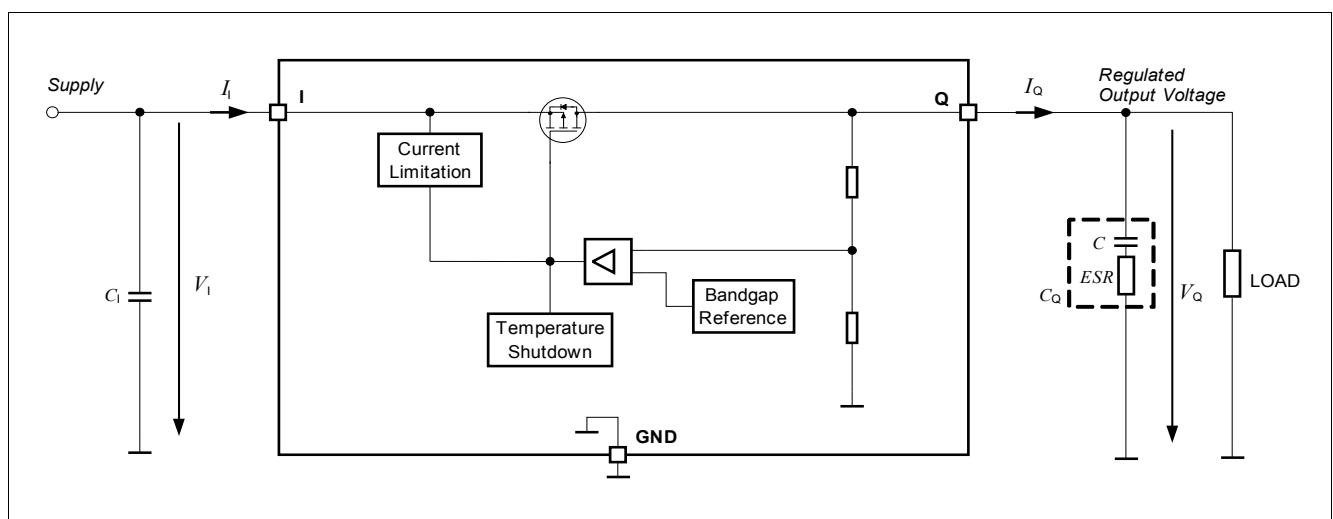 Supply
I_I
I
Q
I_Q
Regulated
Output Voltage
Current
Limitation
C_I
V_I
Bandgap
Reference
Temperature
Shutdown
C
ESR
C_Q
V_Q
LOAD
GND